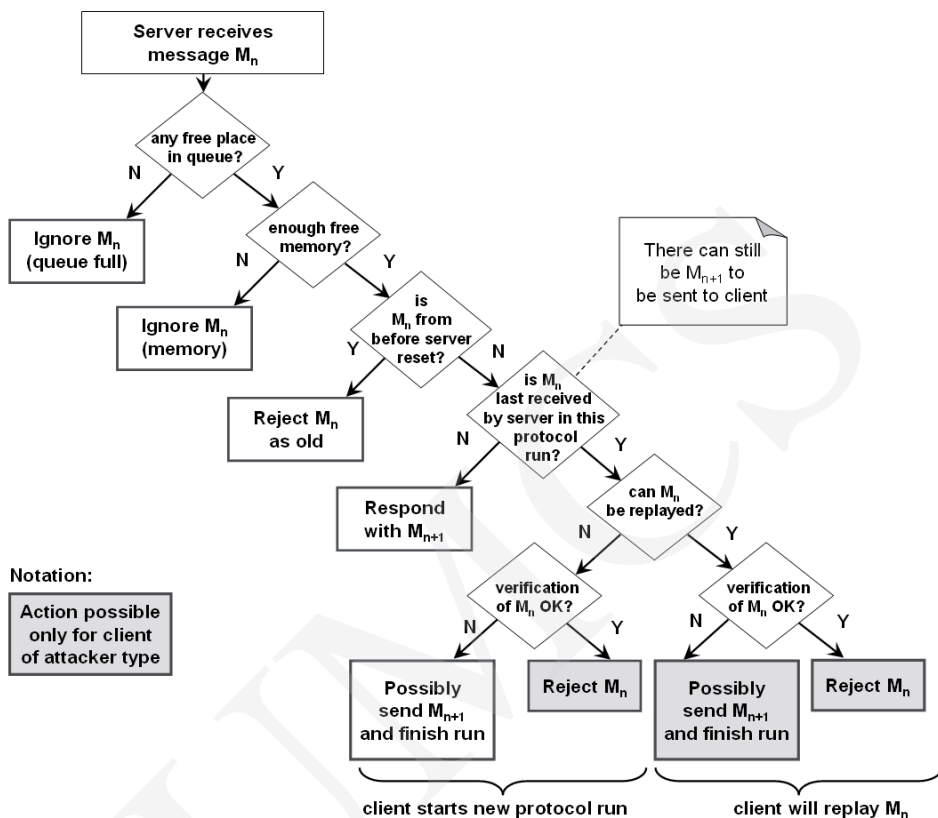 Server receives
message Mn
any free place
in queue?
N
Y
Ignore Mn
(queue full)
enough free
memory?
N
Y
Ignore Mn
(memory)
There can still
be Mn+1 to
be sent to client
is
Mn from
before server
reset?
Y
N
Reject Mn
as old
is Mn
last received
by server in this
protocol
run?
N
Y
Respond
with Mn+1
can Mn
be replayed?
N
Y
Notation:
Action possible
only for client
of attacker type
verification
of Mn OK?
N
Y
verification
of Mn OK?
N
Y
Possibly
send Mn+1
and finish run
Reject Mn
Possibly
send Mn+1
and finish run
Reject Mn
client starts new protocol run
client will replay Mn
UMCS